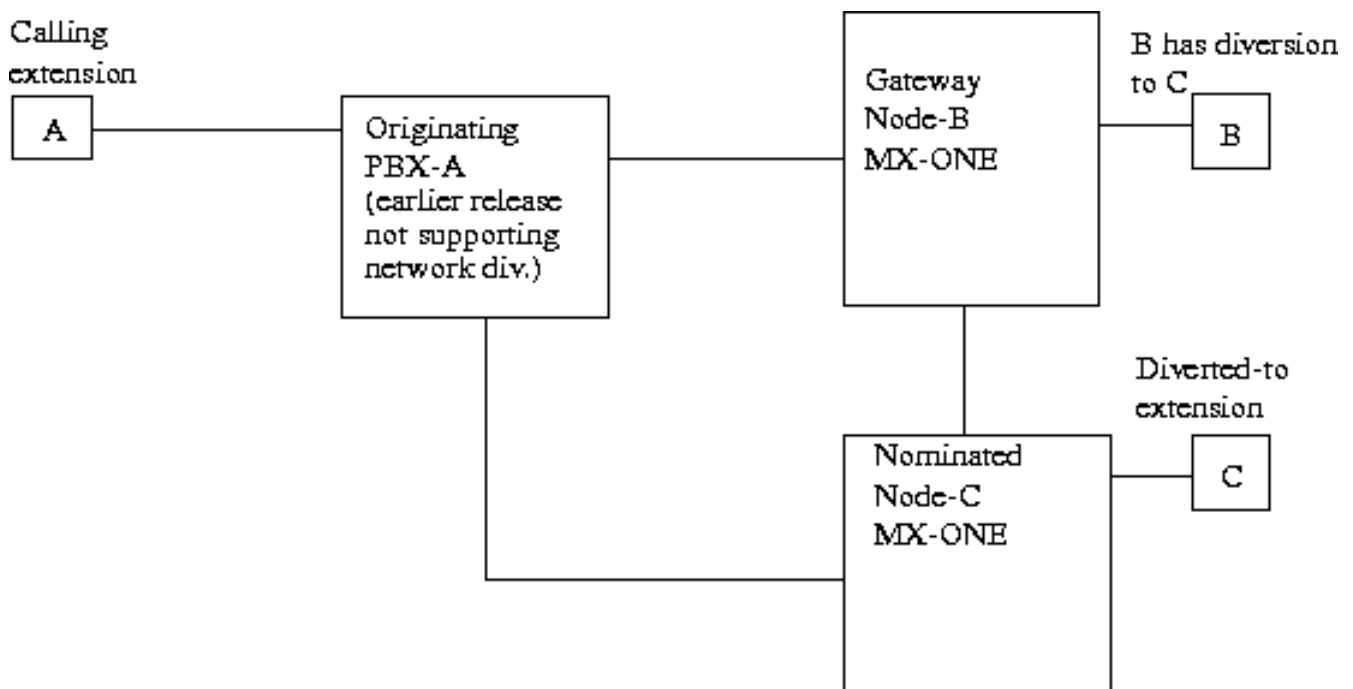 Calling
extension
A
Originating
PBX-A
(earlier release
not supporting
network div.)
Gateway
Node-B
MX-ONE
B has diversion
to C
B
Nominated
Node-C
MX-ONE
Diverted-to
extension
C